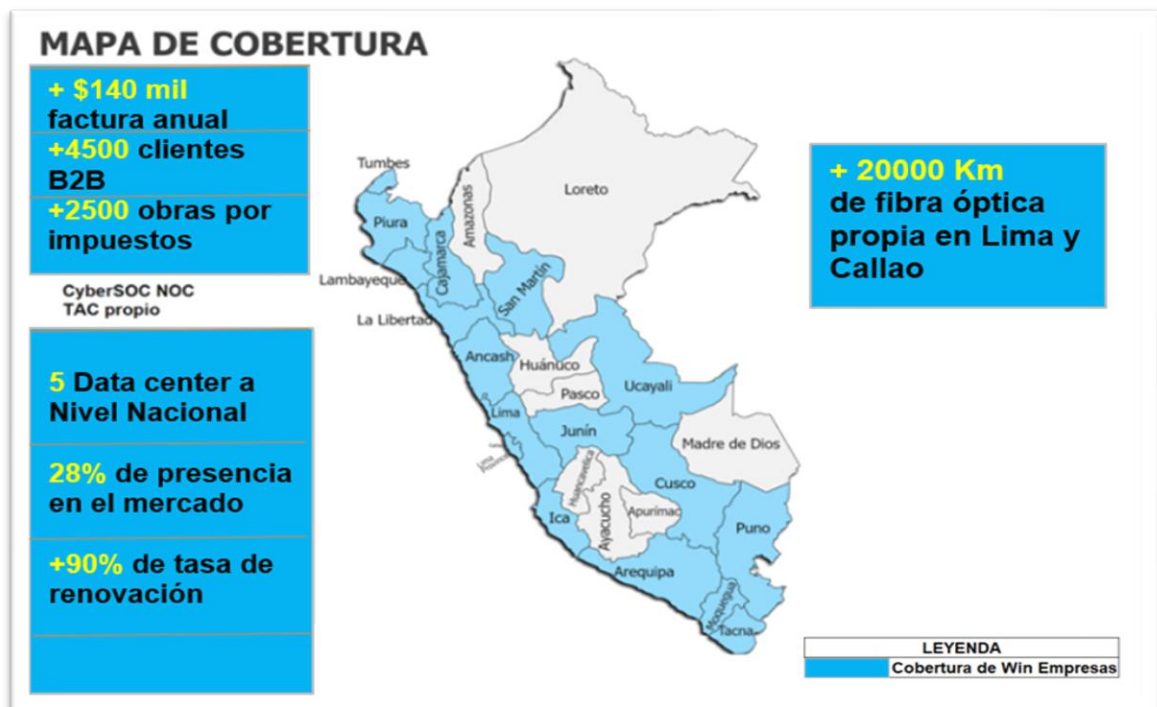 MAPA DE COBERTURA
+ $140 mil
factura anual
+4500 clientes
B2B
+2500 obras por
impuestos
CyberSOC NOC
TAC propio
5 Data center a
Nivel Nacional
28% de presencia
en el mercado
+90% de tasa de
renovación
Tumbes
Piura
Lambayeque
Cajamarca
Amazonas
La Libertad
San Martín
Loreto
Ancash
Huánuco
Pasco
Ucayali
Lima
Junín
Madre de Dios
Huancavelica
Cusco
Ica
Ayacucho
Apurímac
Puno
Arequipa
Moquegua
Tacna
+ 20000 Km
de fibra óptica
propia en Lima y
Callao
LEYENDA
Cobertura de Win Empresas